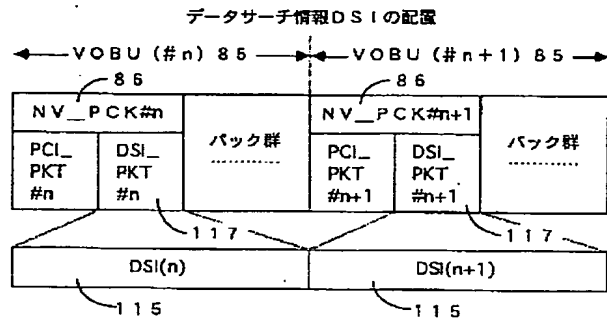 データサーチ情報DSIの配置
VOBU(#n)85
VOBU(#n+1)85
86
86
NV_PCK#n
パック群
NV_PCK#n+1
パック群
PCI_
PKT
#n
DSI_
PKT
#n
PCI_
PKT
#n+1
DSI_
PKT
#n+1
117
117
DSI(n)
DSI(n+1)
115
115